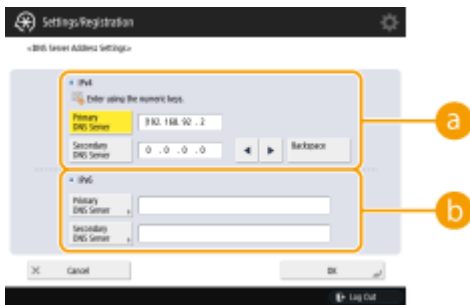 Settings/Registration
<DNS Server Address Settings>
IPv4
Enter using the numeric keys.
Primary DNS Server
192. 168. 92 . 2
Secondary DNS Server
0 . 0 . 0 . 0
◀ ▶ Backspace
a
IPv6
Primary DNS Server
Secondary DNS Server
b
× Cancel
OK
Log Out